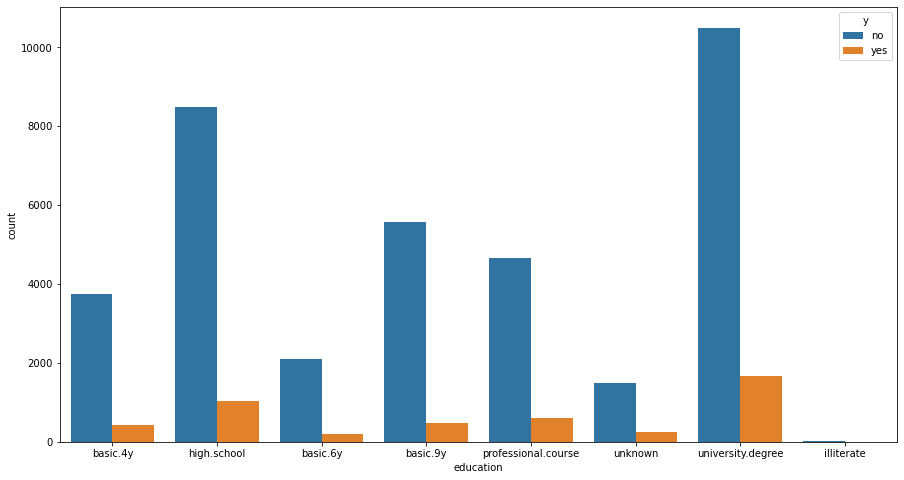 y
no
yes
10000
8000
6000
4000
2000
0
count
basic.4y
high.school
basic.6y
basic.9y
professional.course
unknown
university.degree
illiterate
education